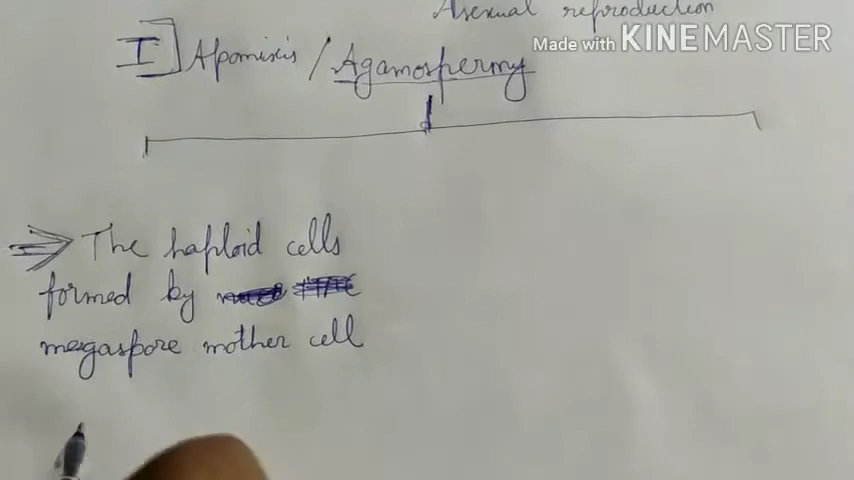 Asexual reproduction
Made with KINEMASTER
I] Apomixis / Agamospermy
⇒ The haploid cells
formed by
megaspore mother cell